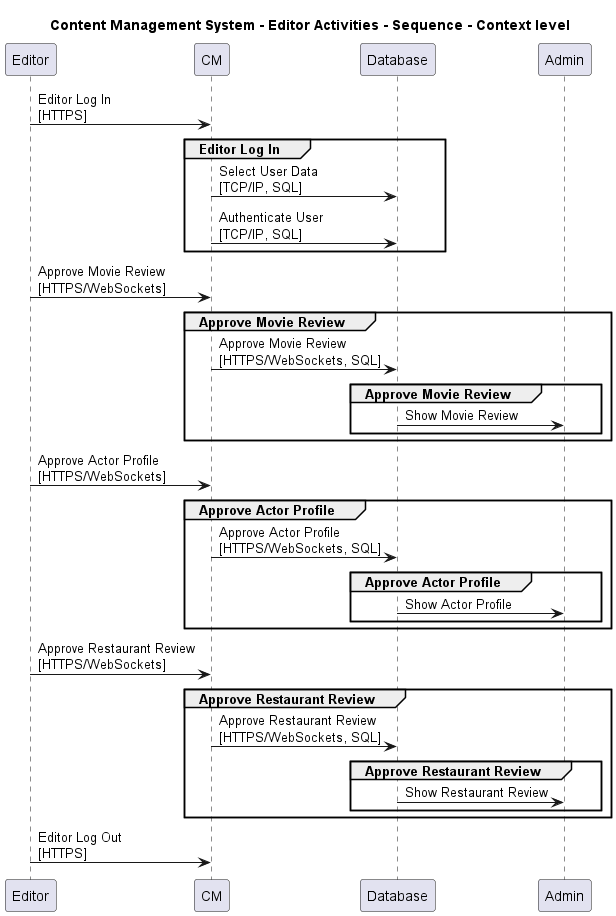 Content Management System - Editor Activities - Sequence - Context level
Editor CM Database Admin
Editor Log In
[HTTPS]
Editor Log In
Select User Data
[TCP/IP, SQL]
Authenticate User
[TCP/IP, SQL]
Approve Movie Review
[HTTPS/WebSockets]
Approve Movie Review
Approve Movie Review
[HTTPS/WebSockets, SQL]
Approve Movie Review
Show Movie Review
Approve Actor Profile
[HTTPS/WebSockets]
Approve Actor Profile
Approve Actor Profile
[HTTPS/WebSockets, SQL]
Approve Actor Profile
Show Actor Profile
Approve Restaurant Review
[HTTPS/WebSockets]
Approve Restaurant Review
Approve Restaurant Review
[HTTPS/WebSockets, SQL]
Approve Restaurant Review
Show Restaurant Review
Editor Log Out
[HTTPS]
Editor CM Database Admin